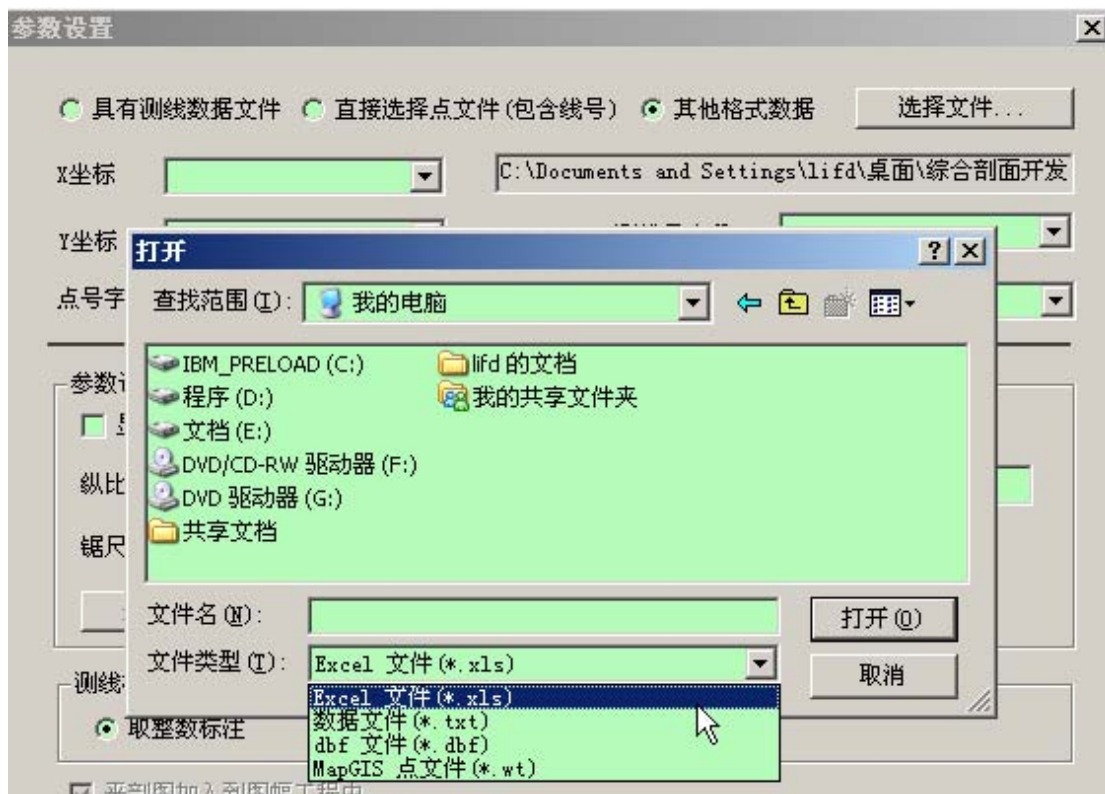 参数设置
具有测线数据文件 直接选择点文件(包含线号) 其他格式数据 选择文件...
X坐标 C:\Documents and Settings\lifd\桌面\综合剖面开发
Y坐标
打开
点号字
查找范围(I): 我的电脑
IBM_PRELOAD (C:) lifd 的文档
程序 (D:) 我的共享文件夹
文档 (E:)
DVD/CD-RW 驱动器 (F:)
DVD 驱动器 (G:)
共享文档
参数
纵比
锯尺
文件名(N): 打开(O)
文件类型(T): Excel 文件(*.xls) 取消
Excel 文件(*.xls)
数据文件(*.txt)
dbf 文件(*.dbf)
MapGIS 点文件(*.wt)
测线
取整数标注